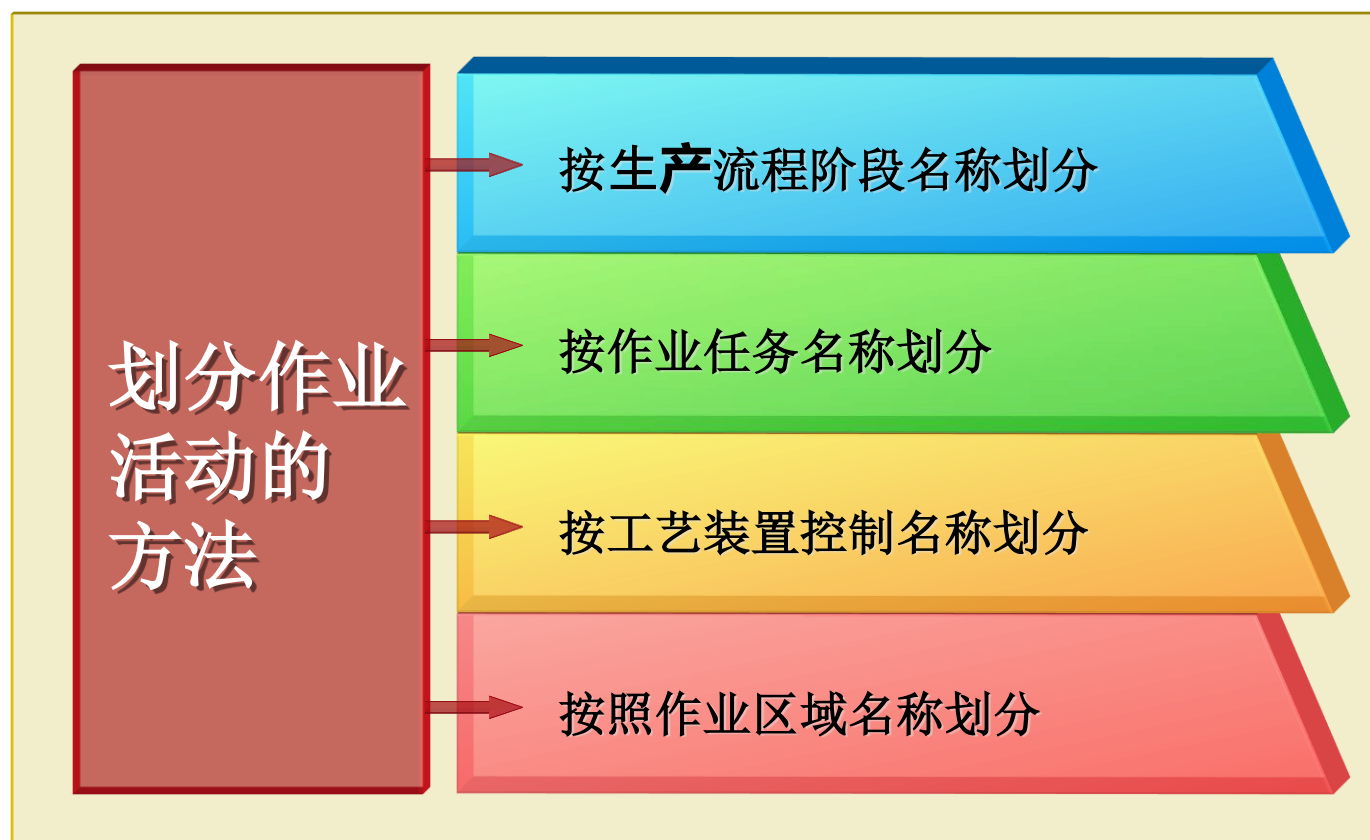 划分作业
活动的
方法
按生产流程阶段名称划分
按作业任务名称划分
按工艺装置控制名称划分
按照作业区域名称划分